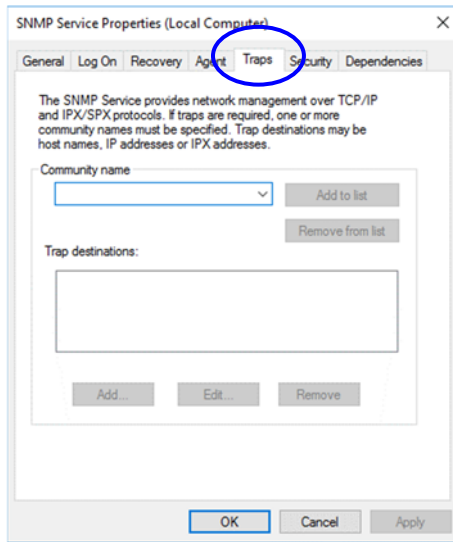 SNMP Service Properties (Local Computer)
General Log On Recovery Agent Traps Security Dependencies
The SNMP Service provides network management over TCP/IP
and IPX/SPX protocols. If traps are required, one or more
community names must be specified. Trap destinations may be
host names, IP addresses or IPX addresses.
Community name
Add to list
Remove from list
Trap destinations:
Add... Edit... Remove
OK Cancel Apply